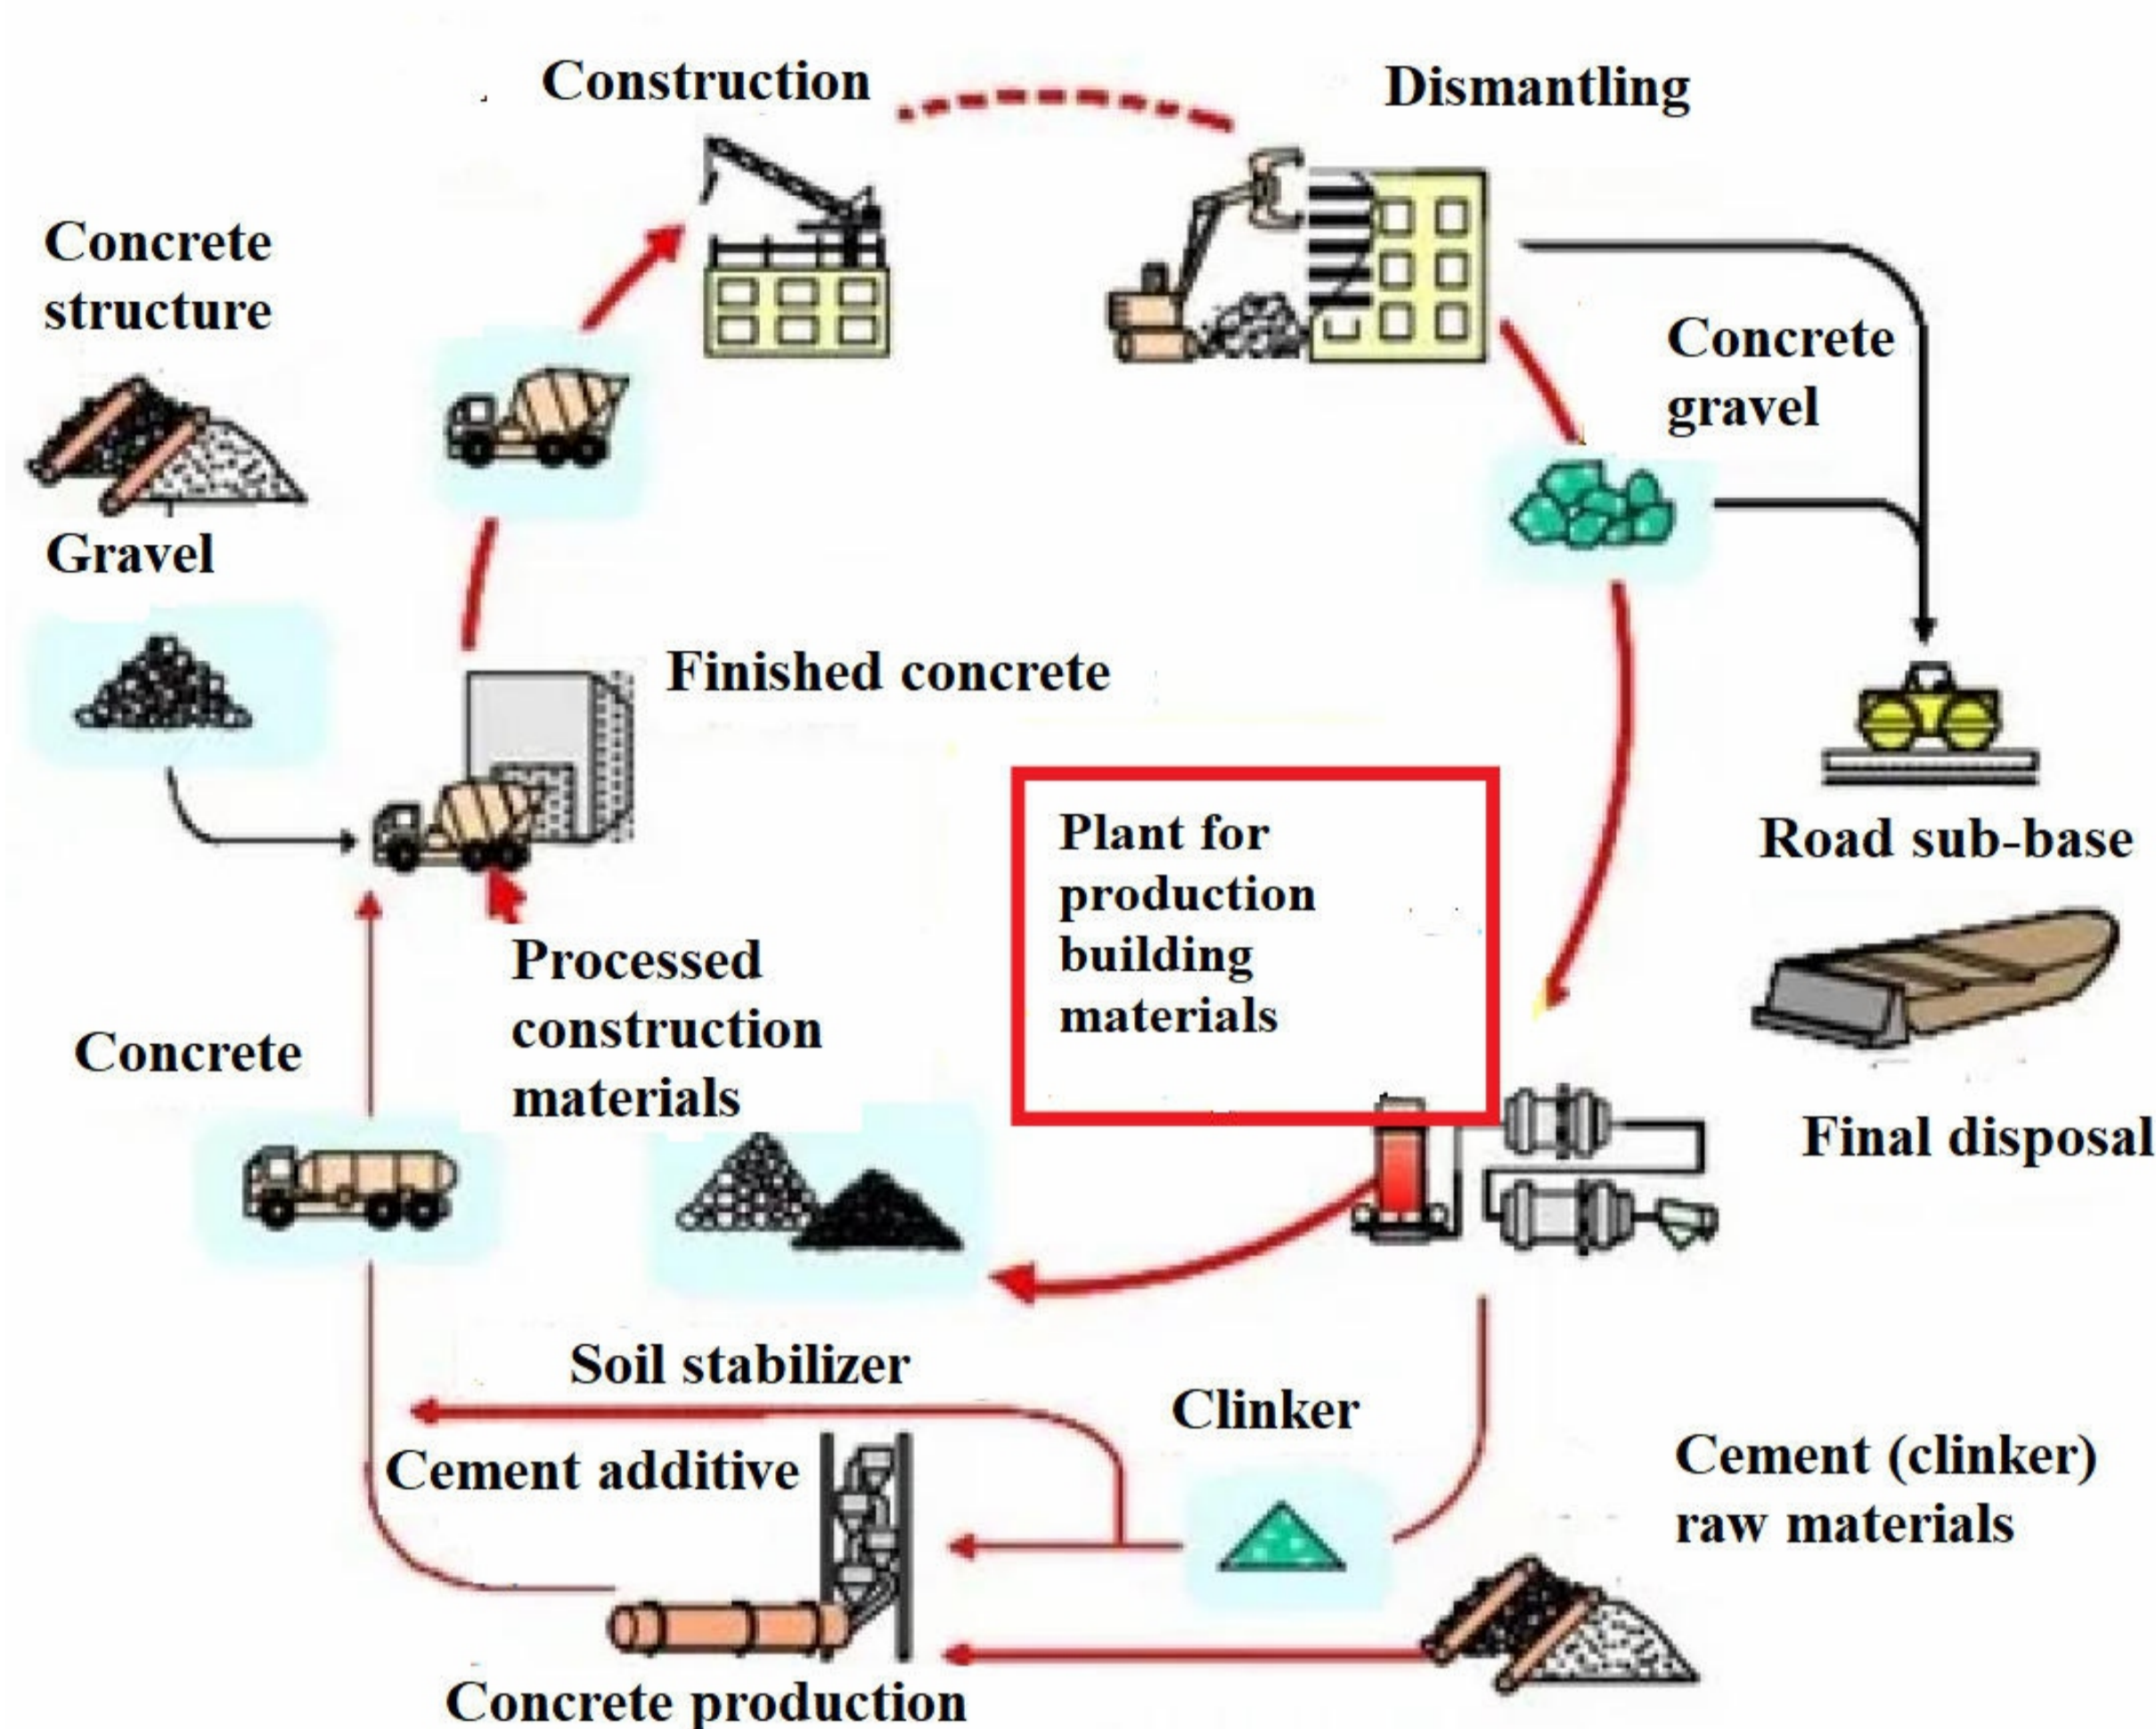 Construction
Dismantling
Concrete
structure
Concrete
gravel
Gravel
Finished concrete
Plant for
production
building
materials
Road sub-base
Processed
construction
materials
Concrete
Final disposal
Soil stabilizer
Clinker
Cement additive
Cement (clinker)
raw materials
Concrete production